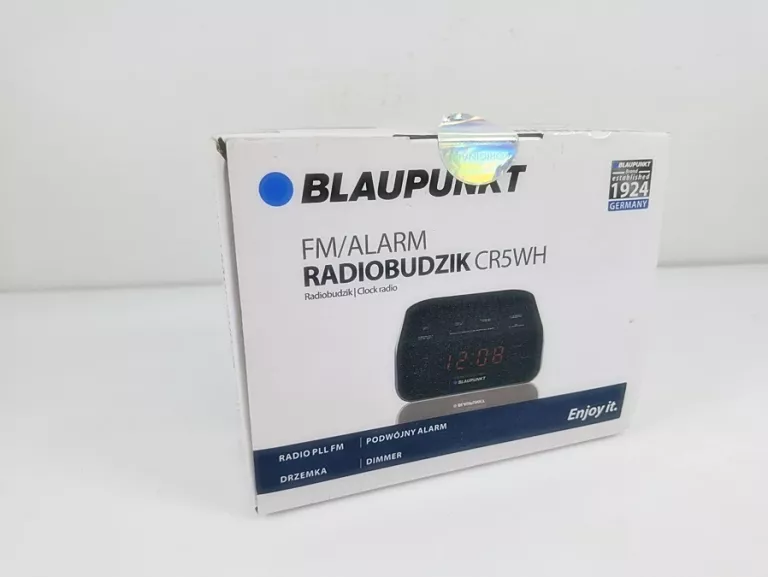 BLAUPUNKT
BLAUPUNKT
Brand
established
1924
GERMANY
FM/ALARM
RADIOBUDZIK CR5WH
Radiobudzik | Clock radio
12:08
BLAUPUNKT
Enjoy it.
RADIO PLL FM | PODWÓJNY ALARM
DRZEMKA | DIMMER